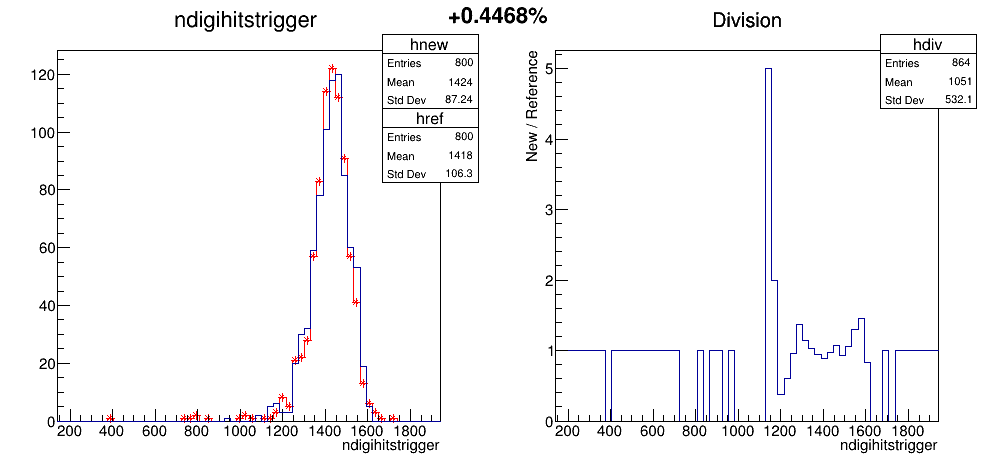 +0.4468%
ndigihitstrigger
hnew
Entries 800
Mean 1424
Std Dev 87.24
href
Entries 800
Mean 1418
Std Dev 106.3
120
100
80
60
40
20
0
200 400 600 800 1000 1200 1400 1600 1800
ndigihitstrigger
Division
hdiv
Entries 864
Mean 1051
Std Dev 532.1
New / Reference
5
4
3
2
1
0
200 400 600 800 1000 1200 1400 1600 1800
ndigihitstrigger